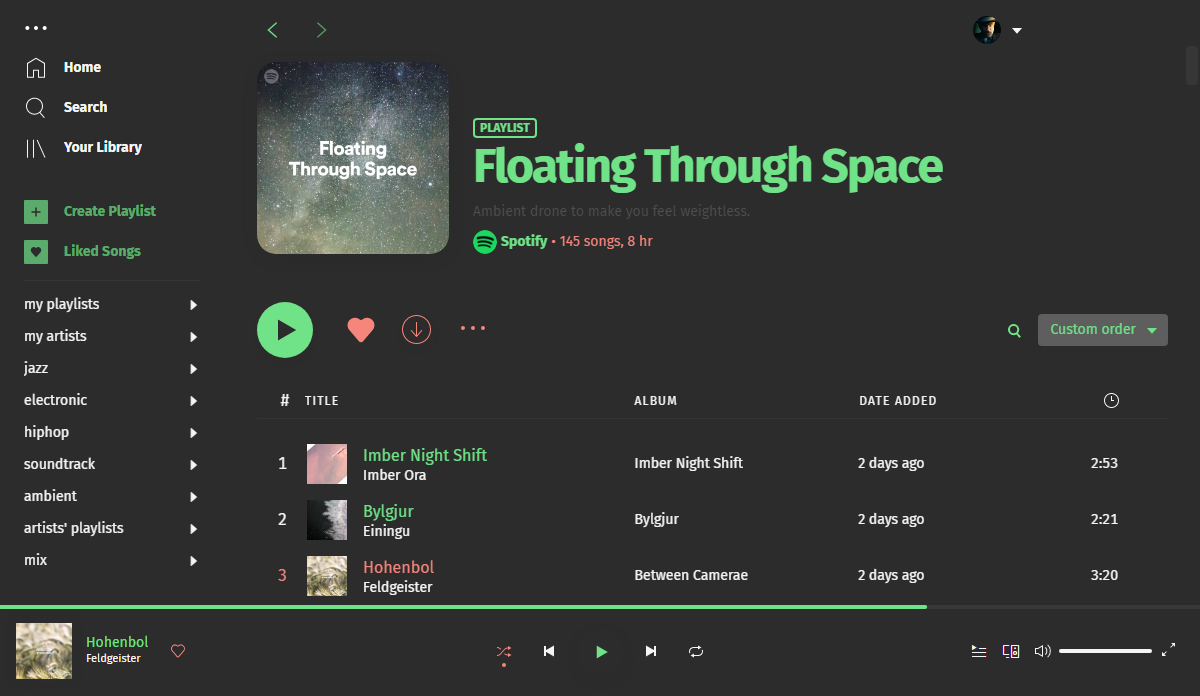 Home
Search
Your Library
Create Playlist
Liked Songs
my playlists
my artists
jazz
electronic
hiphop
soundtrack
ambient
artists' playlists
mix
Floating
Through Space
PLAYLIST
Floating Through Space
Ambient drone to make you feel weightless.
Spotify • 145 songs, 8 hr
Custom order
# TITLE ALBUM DATE ADDED
1 Imber Night Shift Imber Night Shift 2 days ago 2:53
Imber Ora
2 Bylgjur Bylgjur 2 days ago 2:21
Einingu
3 Hohenbol Between Camerae 2 days ago 3:20
Feldgeister
Hohenbol
Feldgeister